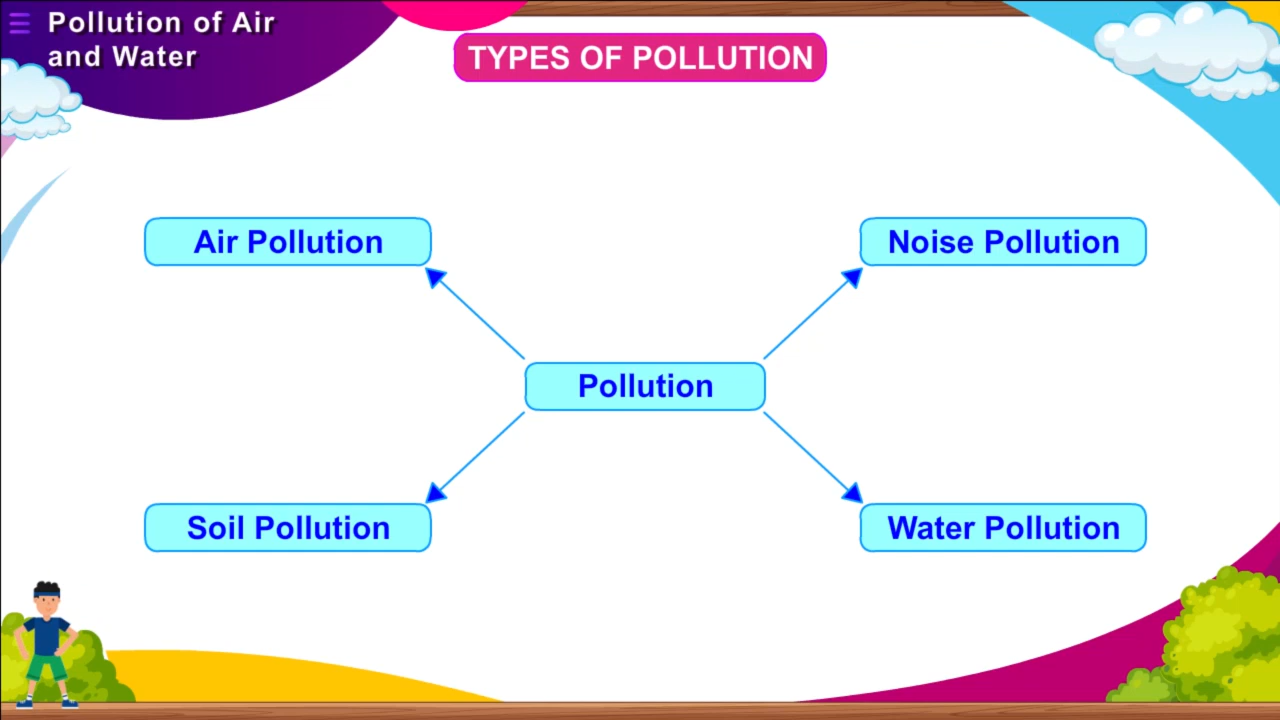 Pollution of Air
and Water
TYPES OF POLLUTION
Air Pollution
Noise Pollution
Pollution
Soil Pollution
Water Pollution